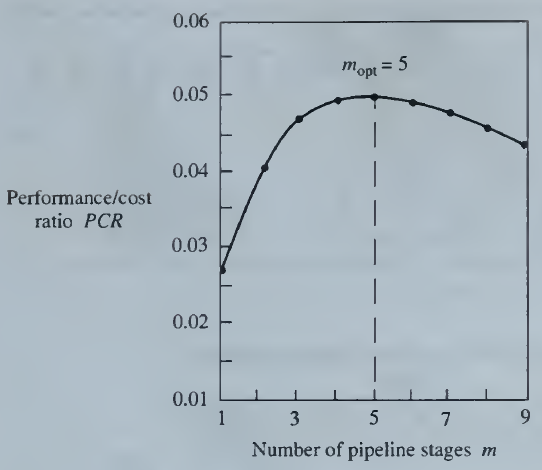 0.06
m_opt = 5
0.05
0.04
Performance/cost
ratio PCR
0.03
0.02
0.01
1 3 5 7 9
Number of pipeline stages m